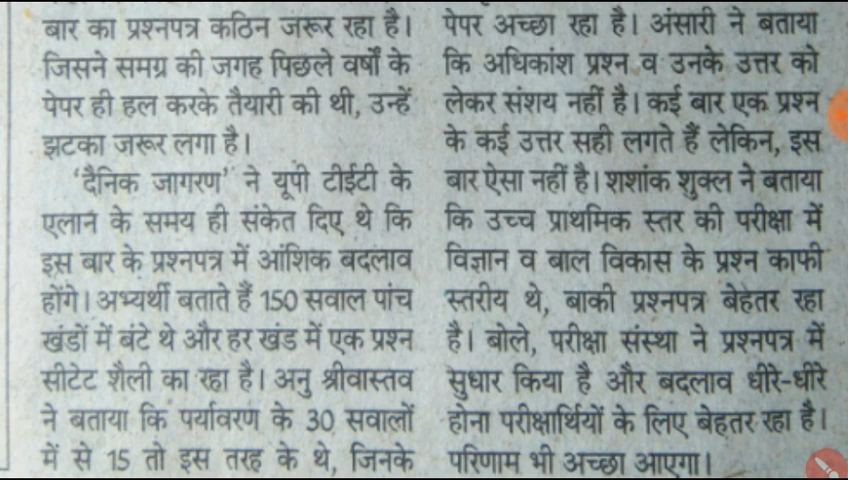 बार का प्रश्नपत्र कठिन जरूर रहा है।
जिसने समग्र की जगह पिछले वर्षों के
पेपर ही हल करके तैयारी की थी, उन्हें
झटका जरूर लगा है।
‘दैनिक जागरण’ ने यूपी टीईटी के
एलान के समय ही संकेत दिए थे कि
इस बार के प्रश्नपत्र में आंशिक बदलाव
होंगे। अभ्यर्थी बताते हैं 150 सवाल पांच
खंडों में बंटे थे और हर खंड में एक प्रश्न
सीटेट शैली का रहा है। अनु श्रीवास्तव
ने बताया कि पर्यावरण के 30 सवालों
में से 15 तो इस तरह के थे, जिनके
पेपर अच्छा रहा है। अंसारी ने बताया
कि अधिकांश प्रश्न व उनके उत्तर को
लेकर संशय नहीं है। कई बार एक प्रश्न
के कई उत्तर सही लगते हैं लेकिन, इस
बार ऐसा नहीं है। शशांक शुक्ल ने बताया
कि उच्च प्राथमिक स्तर की परीक्षा में
विज्ञान व बाल विकास के प्रश्न काफी
स्तरीय थे, बाकी प्रश्नपत्र बेहतर रहा
है। बोले, परीक्षा संस्था ने प्रश्नपत्र में
सुधार किया है और बदलाव धीरे-धीरे
होना परीक्षार्थियों के लिए बेहतर रहा है।
परिणाम भी अच्छा आएगा।